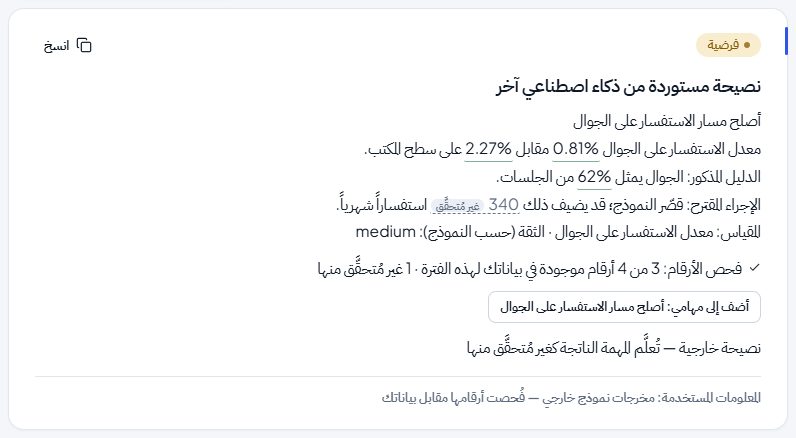 فرضية
انسخ
نصيحة مستوردة من ذكاء اصطناعي آخر
أصلح مسار الاستفسار على الجوال
معدل الاستفسار على الجوال 0.81% مقابل 2.27% على سطح المكتب.
الدليل المذكور: الجوال يمثل 62% من الجلسات.
الإجراء المقترح: قصّر النموذج؛ قد يضيف ذلك 340 غير مُتحقَّق استفساراً شهرياً.
المقياس: معدل الاستفسار على الجوال · الثقة (حسب النموذج): medium
فحص الأرقام: 3 من 4 أرقام موجودة في بياناتك لهذه الفترة · 1 غير مُتحقَّق منها
أضف إلى مهامي: أصلح مسار الاستفسار على الجوال
نصيحة خارجية — تُعلَّم المهمة الناتجة كغير مُتحقَّق منها
المعلومات المستخدمة: مخرجات نموذج خارجي — فُحصت أرقامها مقابل بياناتك